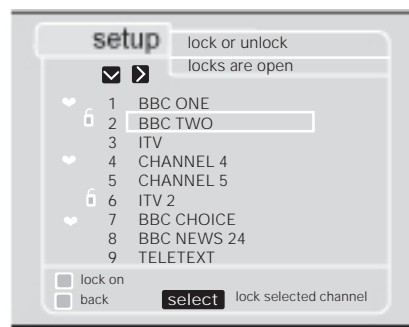 setup lock or unlock
locks are open
1 BBC ONE
2 BBC TWO
3 ITV
4 CHANNEL 4
5 CHANNEL 5
6 ITV 2
7 BBC CHOICE
8 BBC NEWS 24
9 TELETEXT
lock on
back select lock selected channel